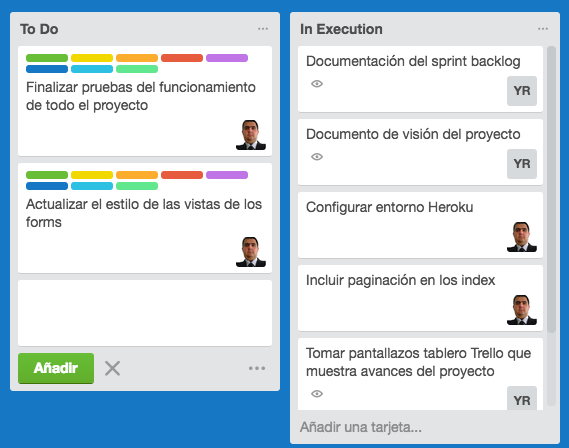 To Do
Finalizar pruebas del funcionamiento
de todo el proyecto
Actualizar el estilo de las vistas de los
forms
Añadir
In Execution
Documentación del sprint backlog
YR
Documento de visión del proyecto
YR
Configurar entorno Heroku
Incluir paginación en los index
Tomar pantallazos tablero Trello que
muestra avances del proyecto
YR
Añadir una tarjeta...